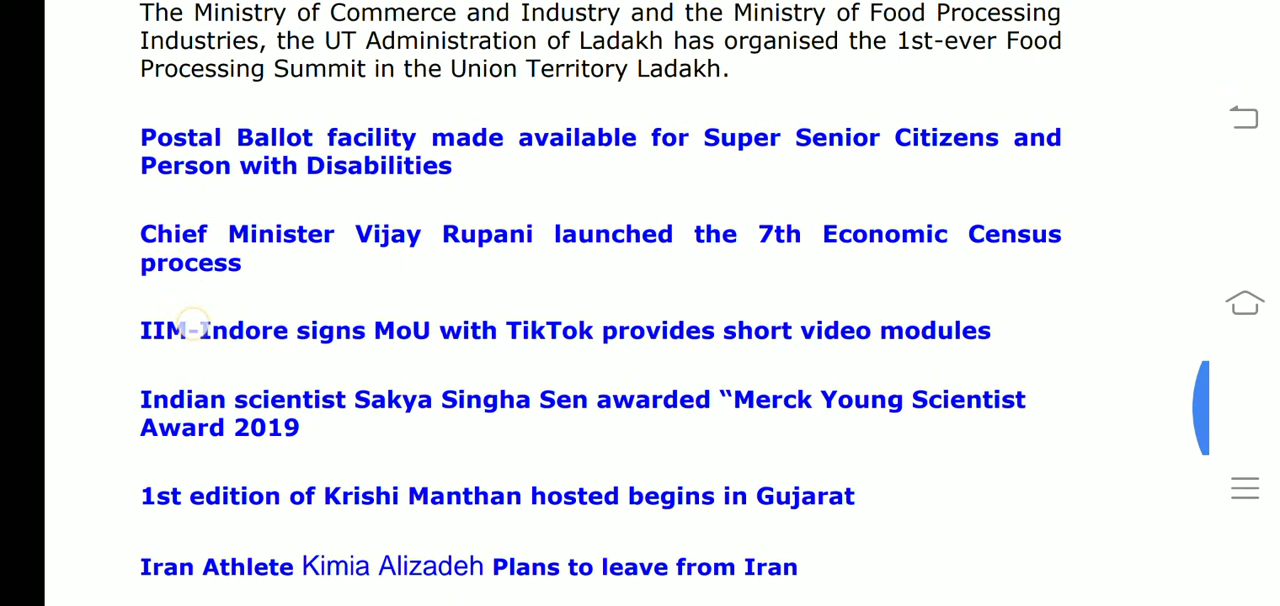 The Ministry of Commerce and Industry and the Ministry of Food Processing
Industries, the UT Administration of Ladakh has organised the 1st-ever Food
Processing Summit in the Union Territory Ladakh.
Postal Ballot facility made available for Super Senior Citizens and
Person with Disabilities
Chief Minister Vijay Rupani launched the 7th Economic Census
process
IIM-Indore signs MoU with TikTok provides short video modules
Indian scientist Sakya Singha Sen awarded “Merck Young Scientist
Award 2019
1st edition of Krishi Manthan hosted begins in Gujarat
Iran Athlete Kimia Alizadeh Plans to leave from Iran